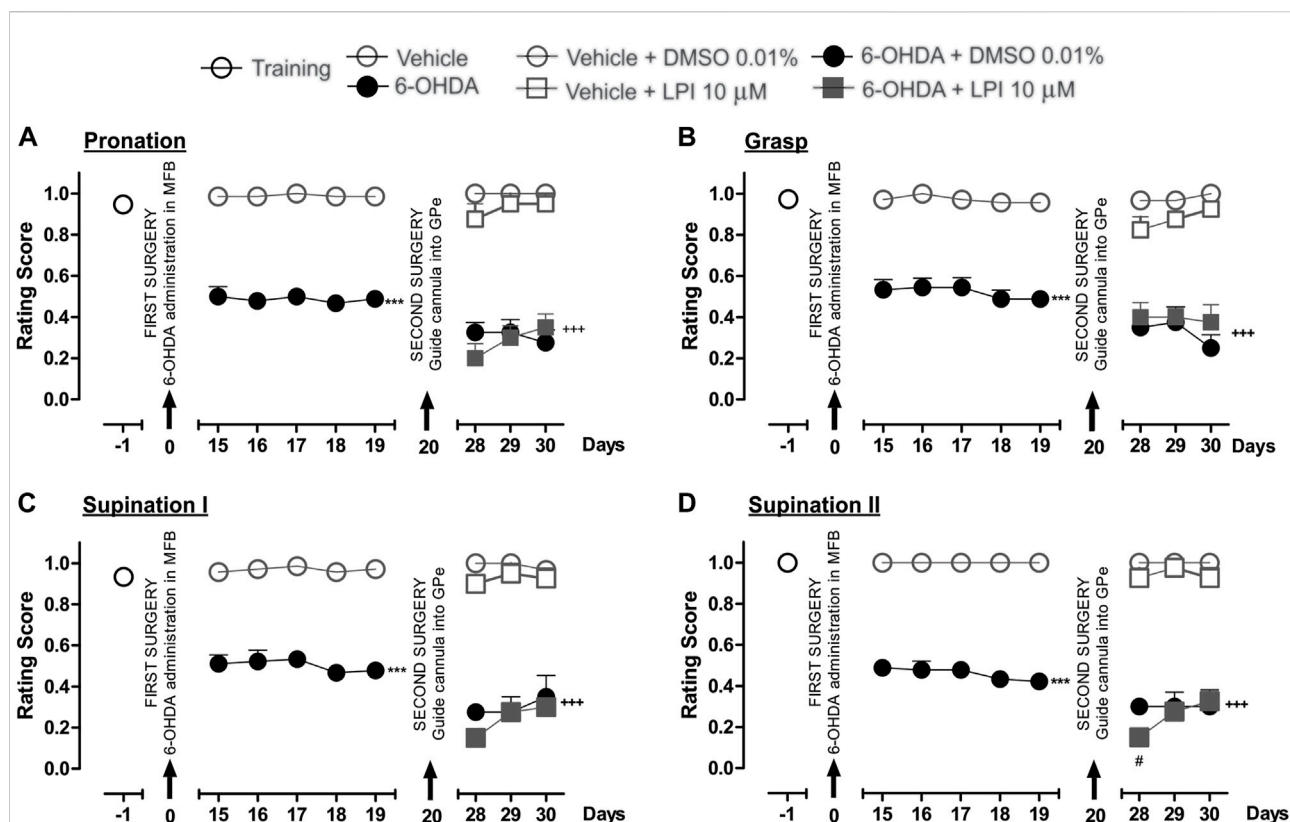 Training
Vehicle
Vehicle + DMSO 0.01%
6-OHDA + DMSO 0.01%
6-OHDA
Vehicle + LPI 10 μM
6-OHDA + LPI 10 μM
A
Pronation
Rating Score
1.0
0.8
0.6
0.4
0.2
0.0
FIRST SURGERY
6-OHDA administration in MFB
***
SECOND SURGERY
Guide cannula into GPe
+++
-1
0
15
16
17
18
19
20
28
29
30
Days
B
Grasp
Rating Score
1.0
0.8
0.6
0.4
0.2
0.0
FIRST SURGERY
6-OHDA administration in MFB
***
SECOND SURGERY
Guide cannula into GPe
+++
-1
0
15
16
17
18
19
20
28
29
30
Days
C
Supination I
Rating Score
1.0
0.8
0.6
0.4
0.2
0.0
FIRST SURGERY
6-OHDA administration in MFB
***
SECOND SURGERY
Guide cannula into GPe
+++
-1
0
15
16
17
18
19
20
28
29
30
Days
D
Supination II
Rating Score
1.0
0.8
0.6
0.4
0.2
0.0
FIRST SURGERY
6-OHDA administration in MFB
***
SECOND SURGERY
Guide cannula into GPe
+++
#
-1
0
15
16
17
18
19
20
28
29
30
Days